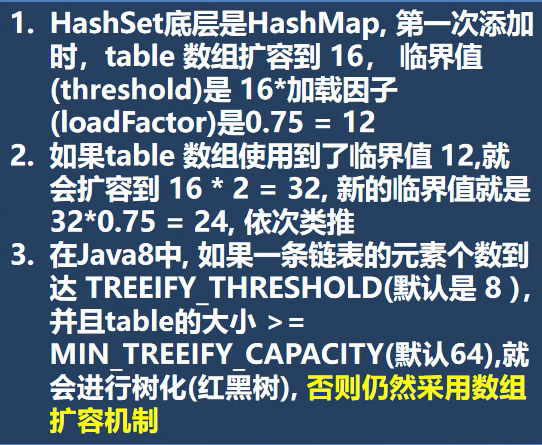 1. HashSet底层是HashMap, 第一次添加
时，table 数组扩容到 16， 临界值
(threshold)是 16*加载因子
(loadFactor)是0.75 = 12
2. 如果table 数组使用到了临界值 12,就
会扩容到 16 * 2 = 32, 新的临界值就是
32*0.75 = 24, 依次类推
3. 在Java8中, 如果一条链表的元素个数到
达 TREEIFY_THRESHOLD(默认是 8 ),
并且table的大小 >=
MIN_TREEIFY_CAPACITY(默认64),就
会进行树化(红黑树), 否则仍然采用数组
扩容机制